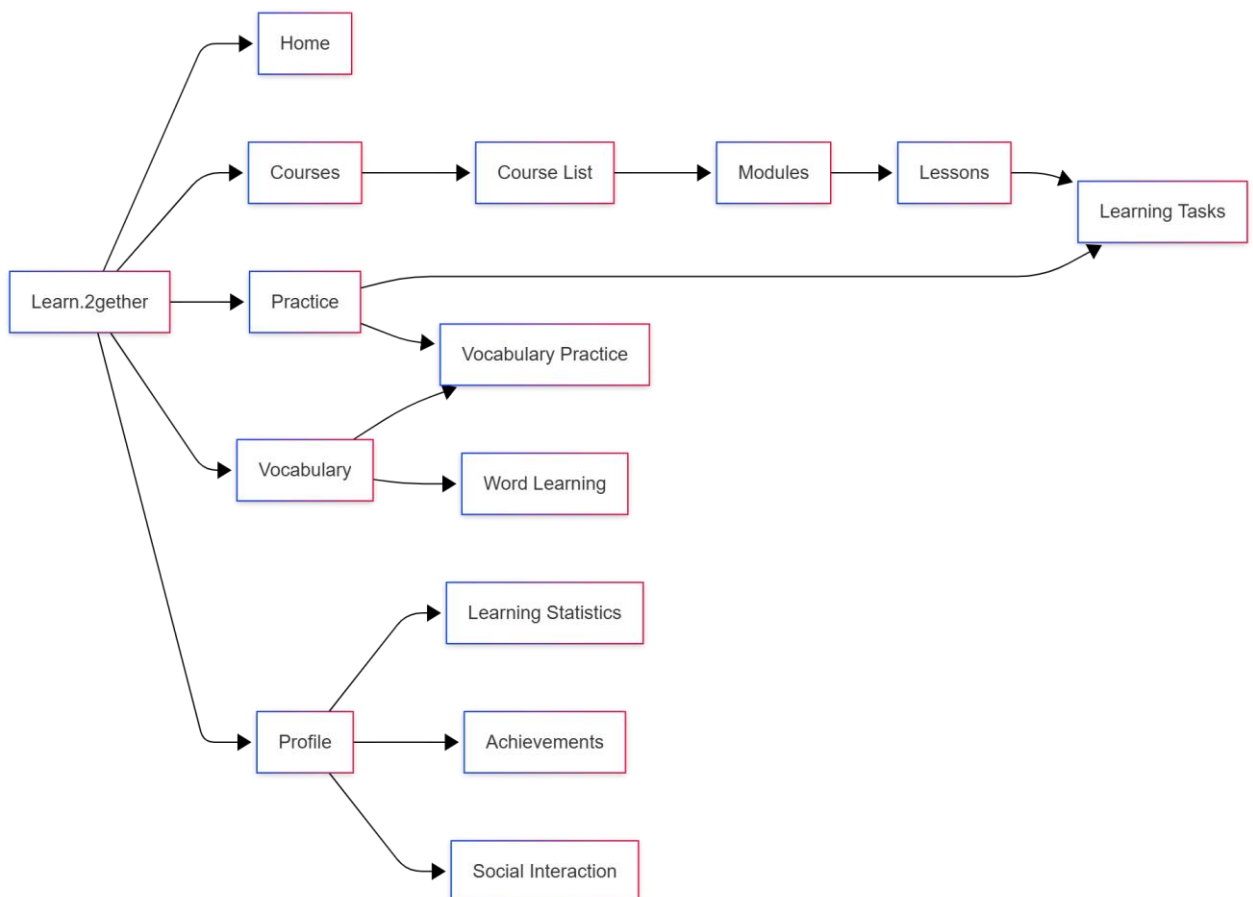 Home
Courses
Course List
Modules
Lessons
Learning Tasks
Learn.2gether
Practice
Vocabulary Practice
Vocabulary
Word Learning
Learning Statistics
Profile
Achievements
Social Interaction